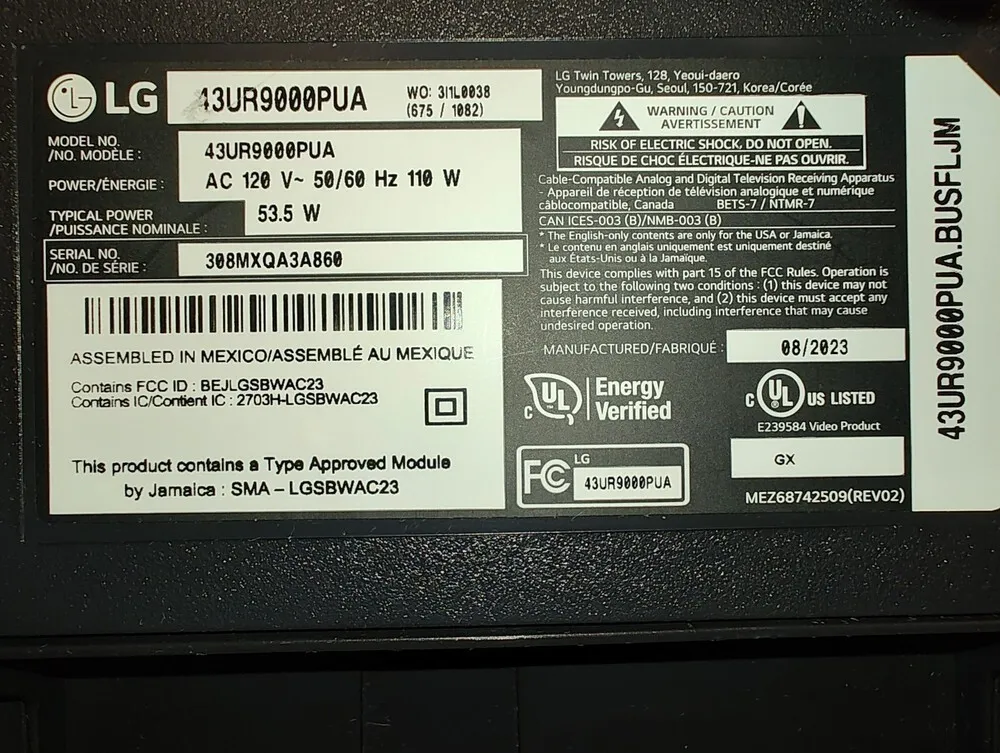 LG
43UR9000PUA
WO: 311L0038
(675 / 1082)
MODEL NO.
/NO. MODÈLE :
43UR9000PUA
POWER/ÉNERGIE :
AC 120 V~ 50/60 Hz 110 W
TYPICAL POWER
/PUISSANCE NOMINALE :
53.5 W
SERIAL NO.
/NO. DE SÉRIE :
308MXQA3A860
ASSEMBLED IN MEXICO/ASSEMBLÉ AU MEXIQUE
Contains FCC ID : BEJLGSBWAC23
Contains IC/Contient IC : 2703H-LGSBWAC23
This product contains a Type Approved Module
by Jamaica : SMA – LGSBWAC23
LG Twin Towers, 128, Yeoui-daero
Youngdungpo-Gu, Seoul, 150-721, Korea/Corée
WARNING / CAUTION
AVERTISSEMENT
RISK OF ELECTRIC SHOCK, DO NOT OPEN.
RISQUE DE CHOC ÉLECTRIQUE-NE PAS OUVRIR.
Cable-Compatible Analog and Digital Television Receiving Apparatus
- Appareil de réception de télévision analogique et numérique
câblocompatible, Canada BETS-7 / NTMR-7
CAN ICES-003 (B)/NMB-003 (B)
* The English-only contents are only for the USA or Jamaica.
* Le contenu en anglais uniquement est uniquement destiné
aux États-Unis ou à la Jamaïque.
This device complies with part 15 of the FCC Rules. Operation is
subject to the following two conditions : (1) this device may not
cause harmful interference, and (2) this device must accept any
interference received, including interference that may cause
undesired operation.
MANUFACTURED/FABRIQUÉ :
08/2023
C UL
Energy
Verified
C UL US LISTED
E239584 Video Product
FC
LG
43UR9000PUA
GX
MEZ68742509(REV02)
43UR9000PUA.BUSFLJM